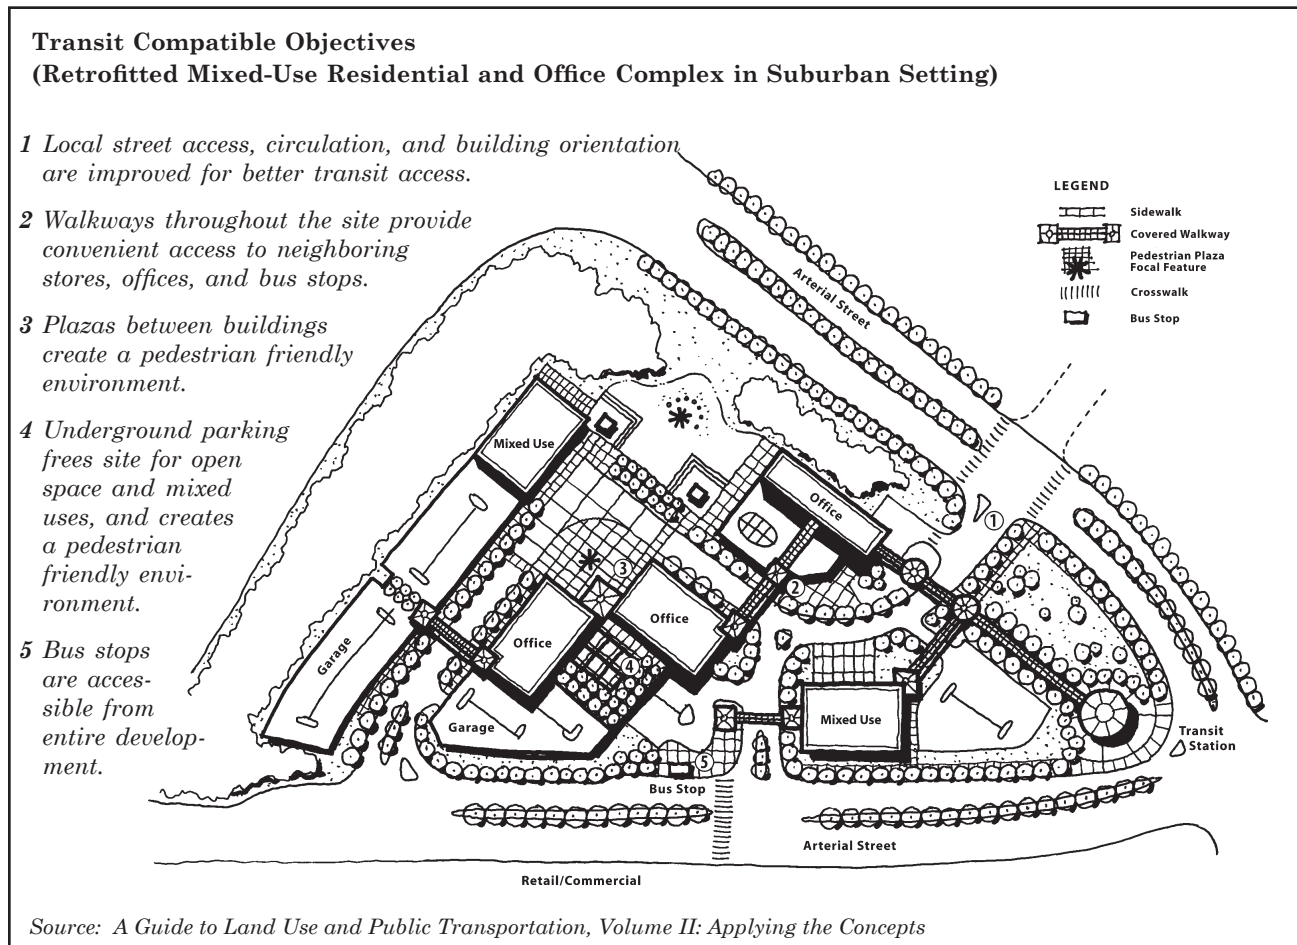 Transit Compatible Objectives
(Retrofitted Mixed-Use Residential and Office Complex in Suburban Setting)
1 Local street access, circulation, and building orientation
are improved for better transit access.
2 Walkways throughout the site provide
convenient access to neighboring
stores, offices, and bus stops.
3 Plazas between buildings
create a pedestrian friendly
environment.
4 Underground parking
frees site for open
space and mixed
uses, and creates
a pedestrian
friendly envi-
ronment.
5 Bus stops
are acces-
sible from
entire develop-
ment.
LEGEND
Sidewalk
Covered Walkway
Pedestrian Plaza
Focal Feature
Crosswalk
Bus Stop
Arterial Street
Mixed Use
Office
1
3
2
Office
Office
4
Garage
Garage
Mixed Use
5
Bus Stop
Transit
Station
Arterial Street
Retail/Commercial
Source: A Guide to Land Use and Public Transportation, Volume II: Applying the Concepts